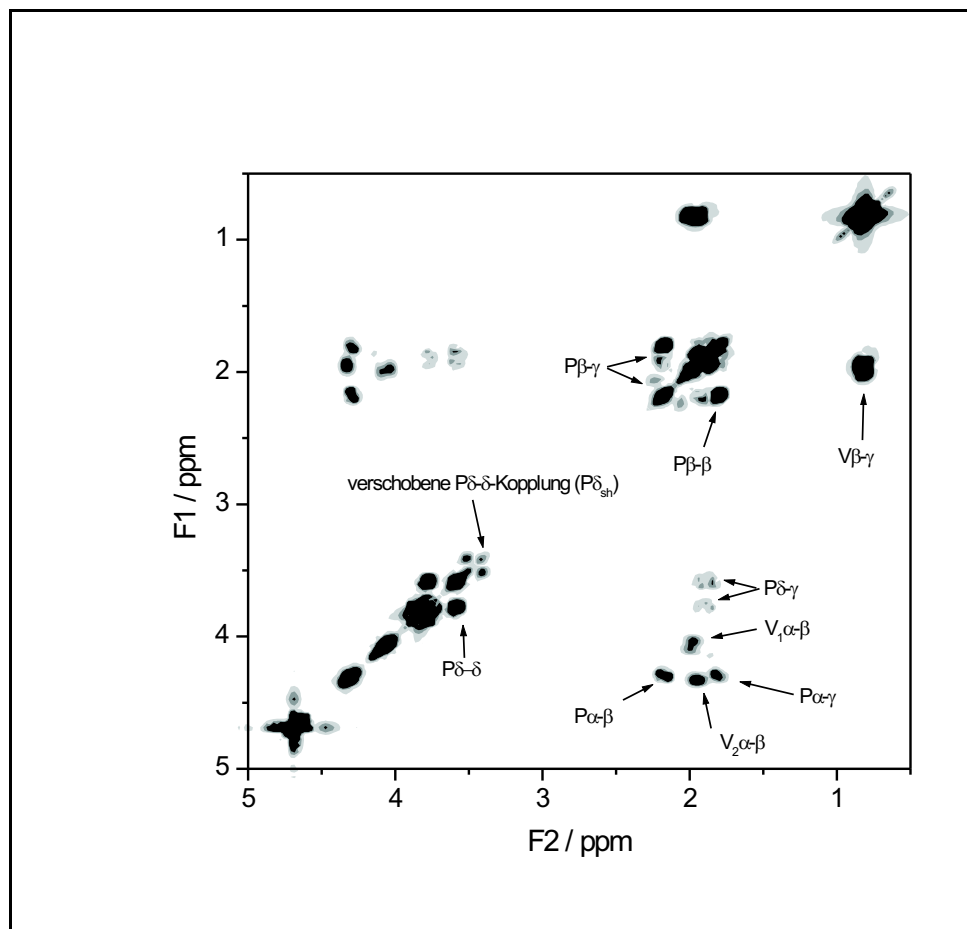 1
Pβ-γ
2
Pβ-β
Vβ-γ
verschobene Pδ-δ-Kopplung (Pδsh)
3
F1 / ppm
Pδ-γ
V1α-β
4
Pδ-δ
Pα-γ
Pα-β
V2α-β
5
5 4 3 2 1
F2 / ppm